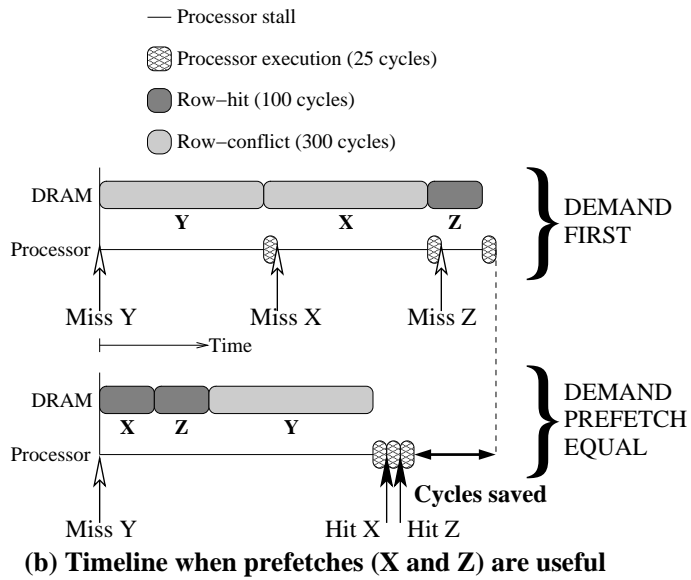 Processor stall
Processor execution (25 cycles)
Row−hit (100 cycles)
Row−conflict (300 cycles)
DRAM
Y X Z
Processor
DEMAND
FIRST
Miss Y Miss X Miss Z
Time
DRAM
X Z Y
Processor
DEMAND
PREFETCH
EQUAL
Cycles saved
Miss Y Hit X Hit Z
(b) Timeline when prefetches (X and Z) are useful